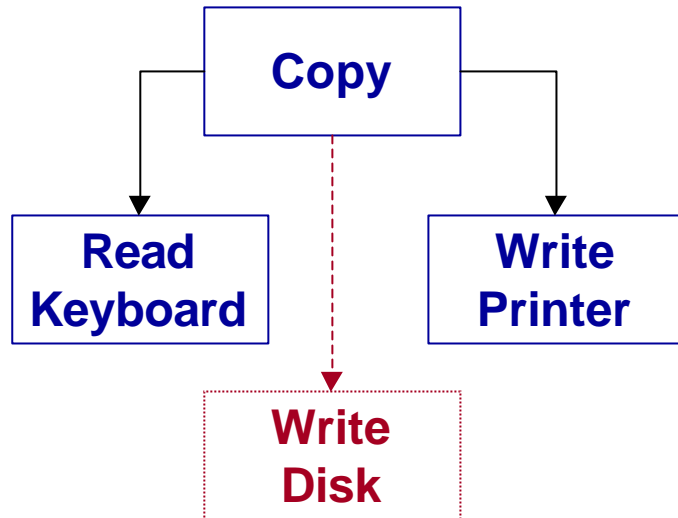 Copy
Read
Keyboard
Write
Printer
Write
Disk